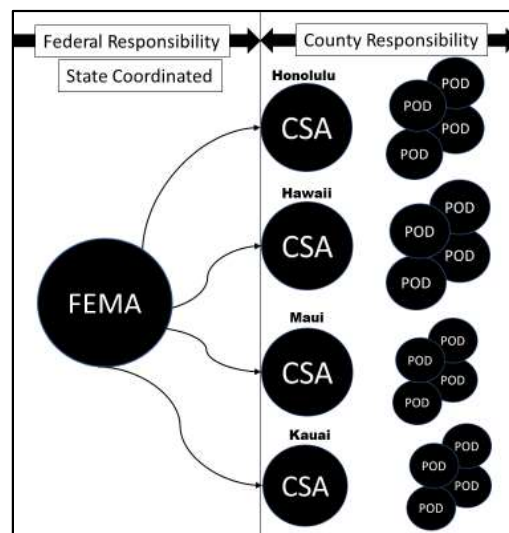 Federal Responsibility
County Responsibility
State Coordinated
Honolulu
CSA
POD
POD
POD
POD
Hawaii
CSA
POD
POD
POD
POD
FEMA
Maui
CSA
POD
POD
POD
POD
Kauai
CSA
POD
POD
POD
POD